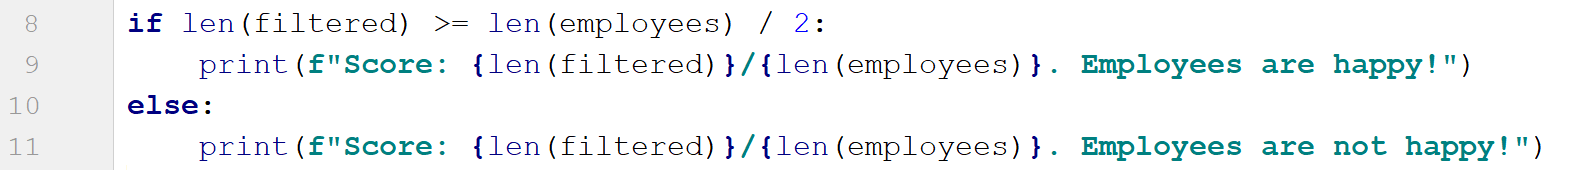 8 if len(filtered) >= len(employees) / 2:
9     print(f"Score: {len(filtered)}/{len(employees)}. Employees are happy!")
10 else:
11     print(f"Score: {len(filtered)}/{len(employees)}. Employees are not happy!")